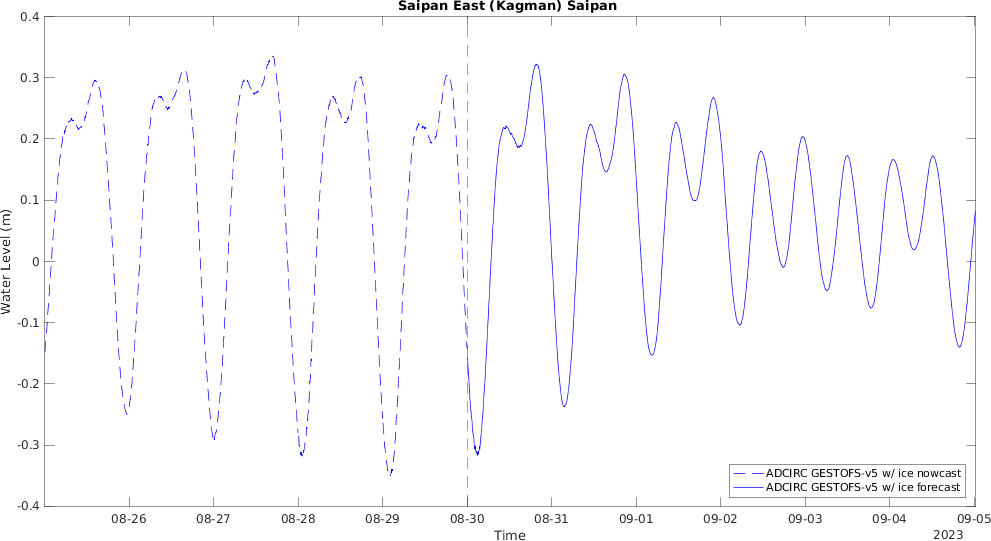 Saipan East (Kagman) Saipan
0.4
0.3
0.2
0.1
0
-0.1
-0.2
-0.3
-0.4
Water Level (m)
ADCIRC GESTOFS-v5 w/ ice nowcast
ADCIRC GESTOFS-v5 w/ ice forecast
08-26 08-27 08-28 08-29 08-30 08-31 09-01 09-02 09-03 09-04 09-05
Time
2023